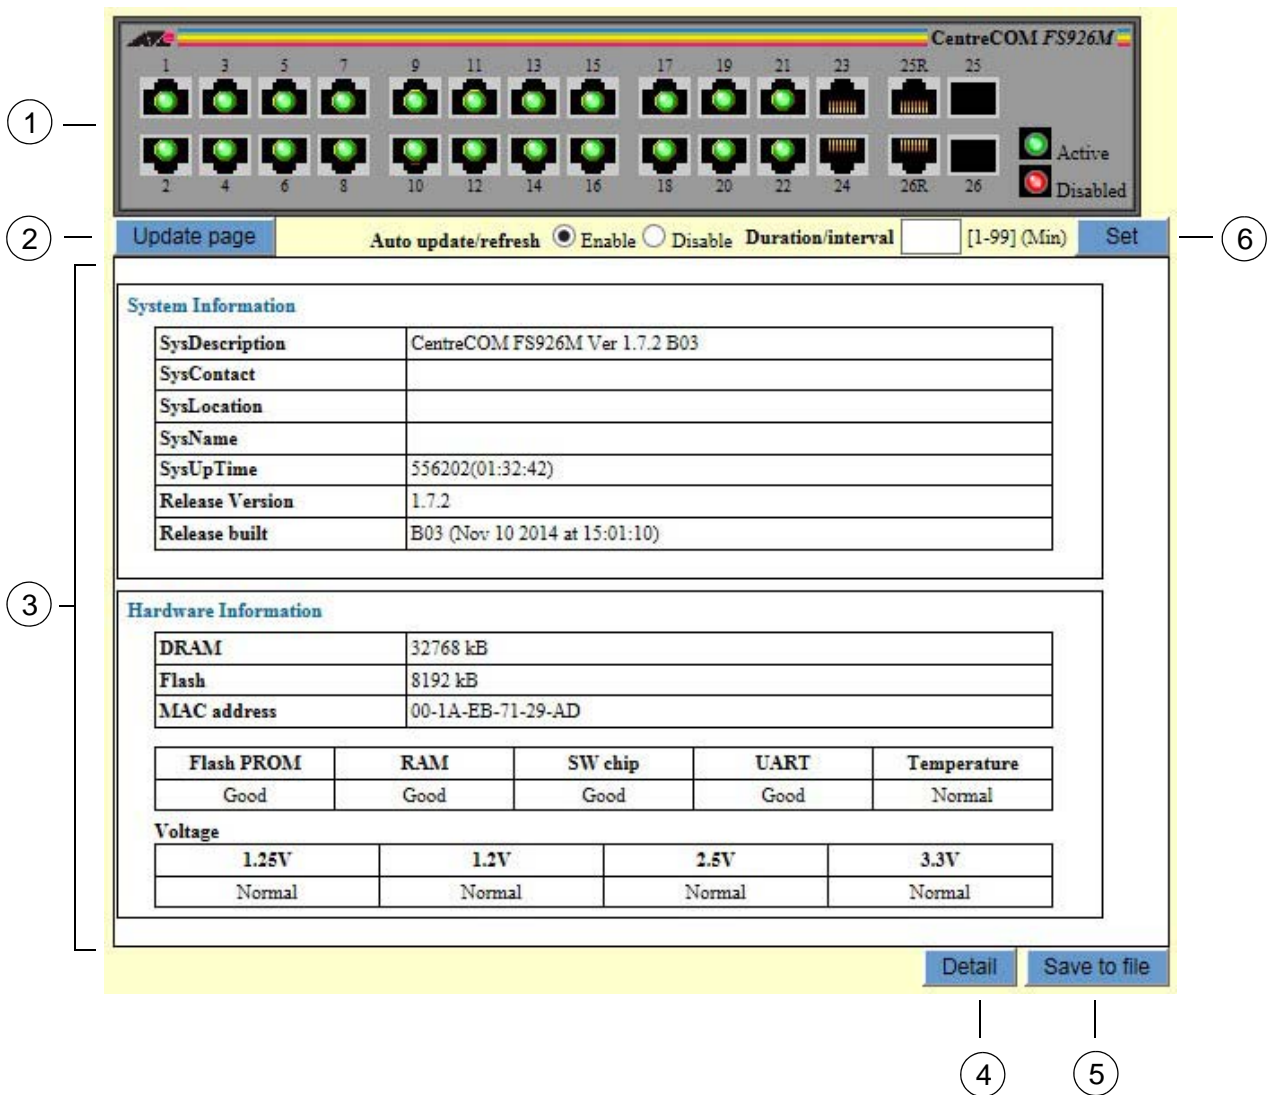 CentreCOM FS926M
1 3 5 7 9 11 13 15 17 19 21 23 25R 25
1
Active
2 4 6 8 10 12 14 16 18 20 22 24 26R 26
Disabled
2
Update page Auto update/refresh Enable Disable Duration/interval [1-99] (Min) Set
6
System Information
SysDescription CentreCOM FS926M Ver 1.7.2 B03
SysContact
SysLocation
SysName
SysUpTime 556202(01:32:42)
Release Version 1.7.2
Release built B03 (Nov 10 2014 at 15:01:10)
3
Hardware Information
DRAM 32768 kB
Flash 8192 kB
MAC address 00-1A-EB-71-29-AD
Flash PROM RAM SW chip UART Temperature
Good Good Good Good Normal
Voltage
1.25V 1.2V 2.5V 3.3V
Normal Normal Normal Normal
Detail Save to file
4 5